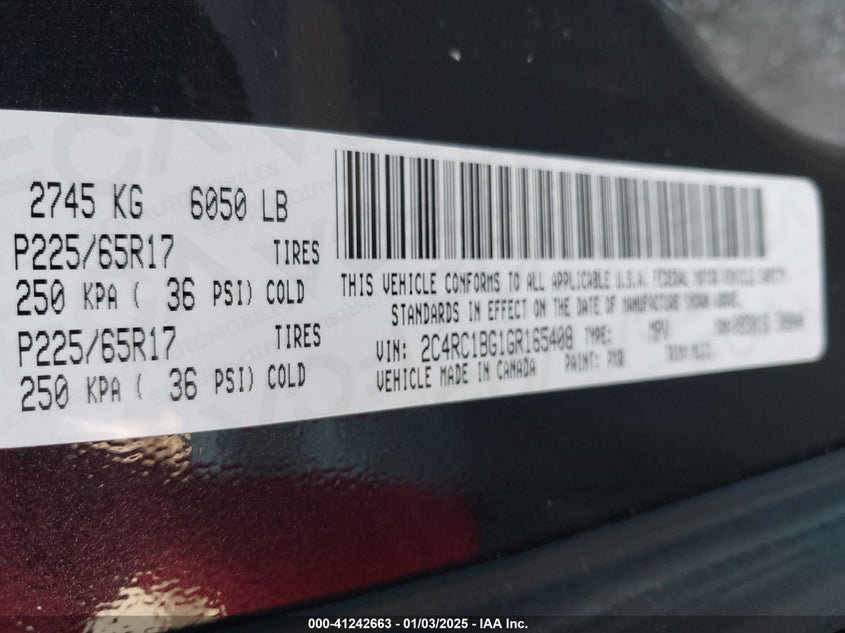 2745 KG 6050 LB
P225/65R17 TIRES
250 KPA ( 36 PSI) COLD
P225/65R17 TIRES
250 KPA ( 36 PSI) COLD
THIS VEHICLE CONFORMS TO ALL APPLICABLE U.S.A. FEDERAL MOTOR VEHICLE SAFETY
STANDARDS IN EFFECT ON THE DATE OF MANUFACTURE SHOWN ABOVE.
VIN: 2C4RC1BG1GR165408 TYPE: MPV
VEHICLE MADE IN CANADA PAINT: TRIM:
000-41242663 - 01/03/2025 - IAA Inc.